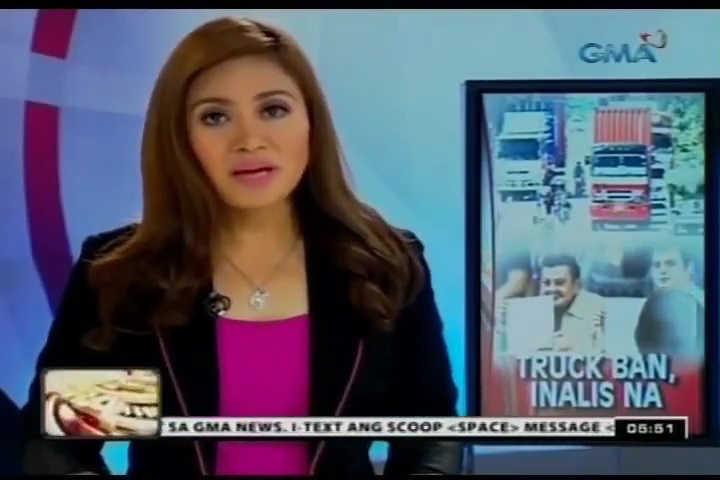 GMA
TRUCK BAN,
INALIS NA
SA GMA NEWS. I-TEXT ANG SCOOP <SPACE> MESSAGE <
05:51